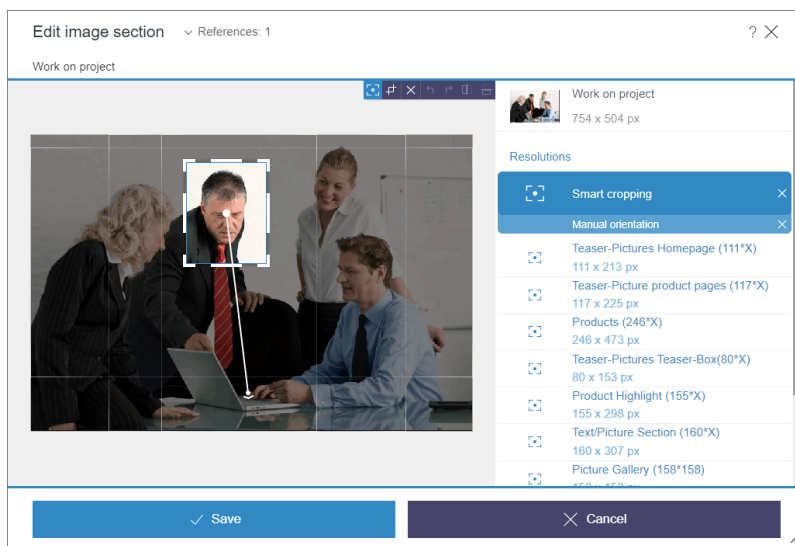 Edit image section
References: 1
?
Work on project
Work on project
754 x 504 px
Resolutions
Smart cropping
Manual orientation
Teaser-Pictures Homepage (111*X)
111 x 213 px
Teaser-Picture product pages (117*X)
117 x 225 px
Products (246*X)
246 x 473 px
Teaser-Pictures Teaser-Box(80*X)
80 x 153 px
Product Highlight (155*X)
155 x 298 px
Text/Picture Section (160*X)
160 x 307 px
Picture Gallery (158*158)
Save
Cancel